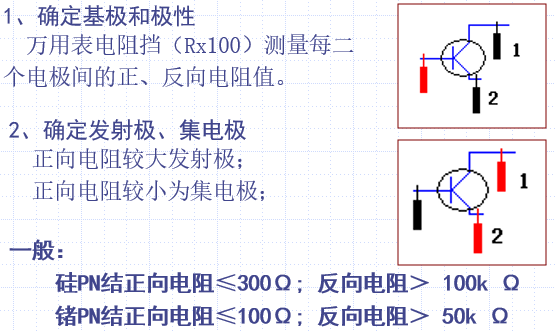 1、确定基极和极性
万用表电阻挡（Rx100）测量每二
个电极间的正、反向电阻值。
1
2
2、确定发射极、集电极
正向电阻较大发射极；
正向电阻较小为集电极；
1
2
一般：
硅PN结正向电阻≤300Ω；反向电阻＞ 100k Ω
锗PN结正向电阻≤100Ω；反向电阻＞ 50k Ω